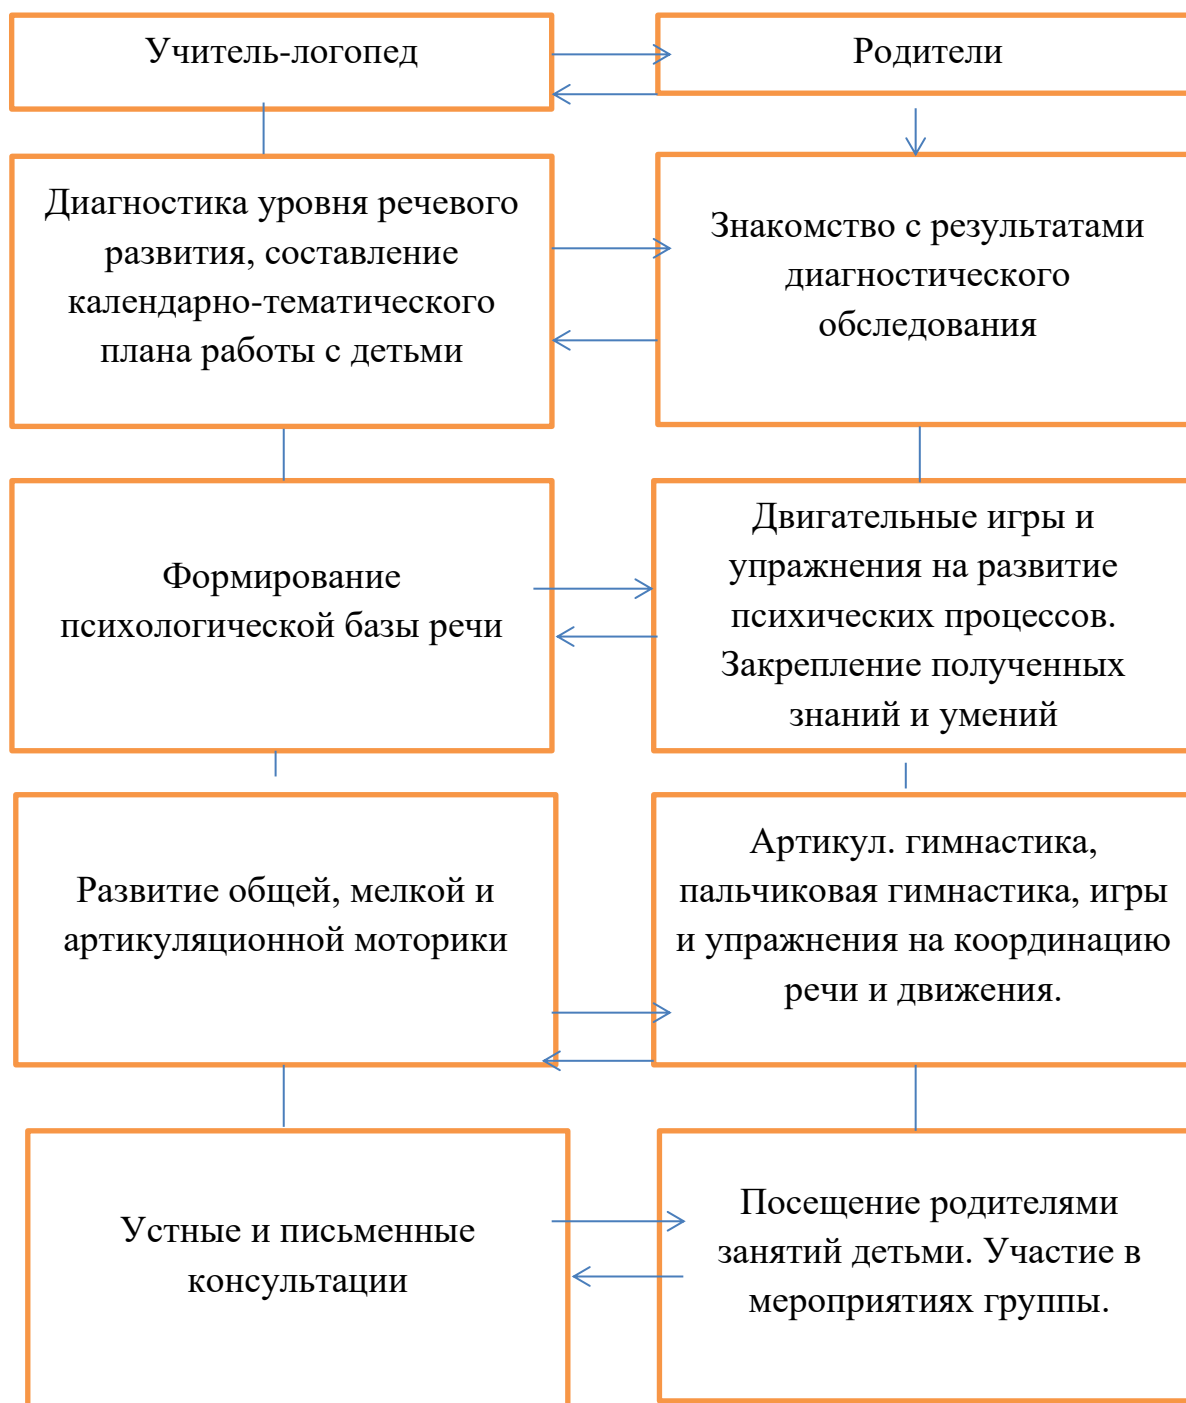 Учитель-логопед
Родители
Диагностика уровня речевого
развития, составление
календарно-тематического
плана работы с детьми
Знакомство с результатами
диагностического
обследования
Формирование
психологической базы речи
Двигательные игры и
упражнения на развитие
психических процессов.
Закрепление полученных
знаний и умений
Развитие общей, мелкой и
артикуляционной моторики
Артикул. гимнастика,
пальчиковая гимнастика, игры
и упражнения на координацию
речи и движения.
Устные и письменные
консультации
Посещение родителями
занятий детьми. Участие в
мероприятиях группы.